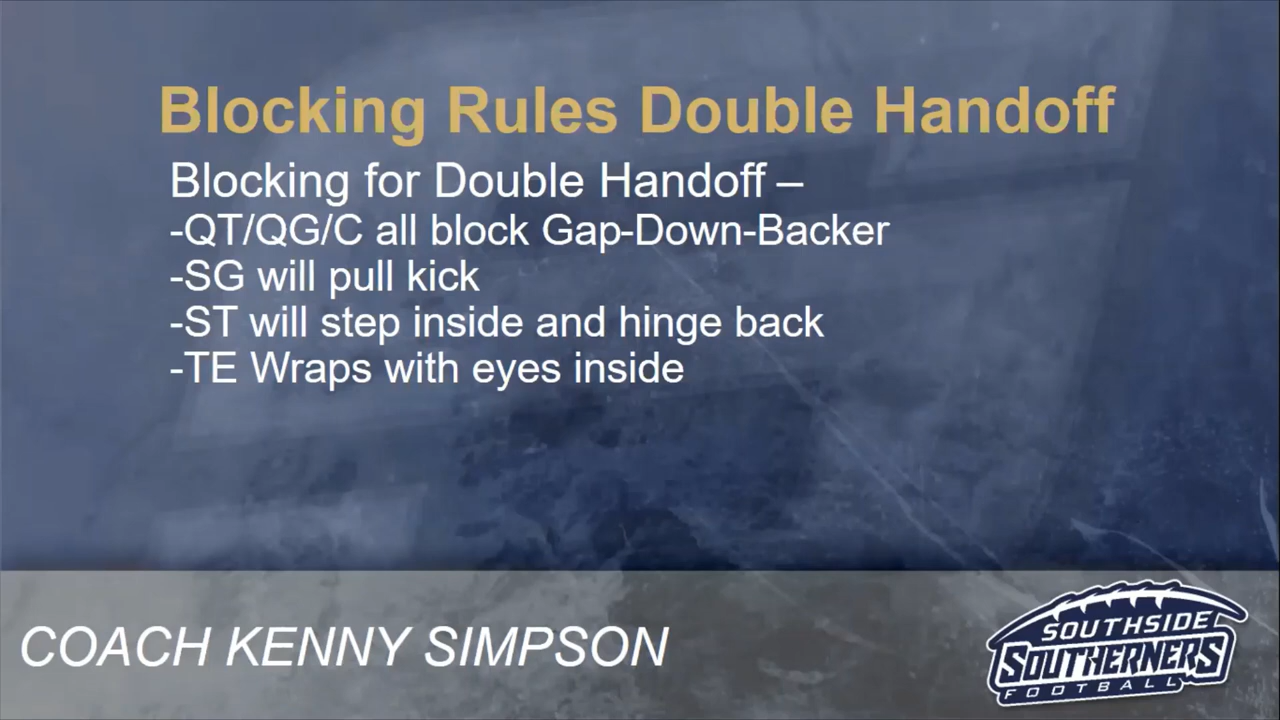 Blocking Rules Double Handoff
Blocking for Double Handoff –
-QT/QG/C all block Gap-Down-Backer
-SG will pull kick
-ST will step inside and hinge back
-TE Wraps with eyes inside
COACH KENNY SIMPSON
SOUTHSIDE
SOUTHERNERS
FOOTBALL